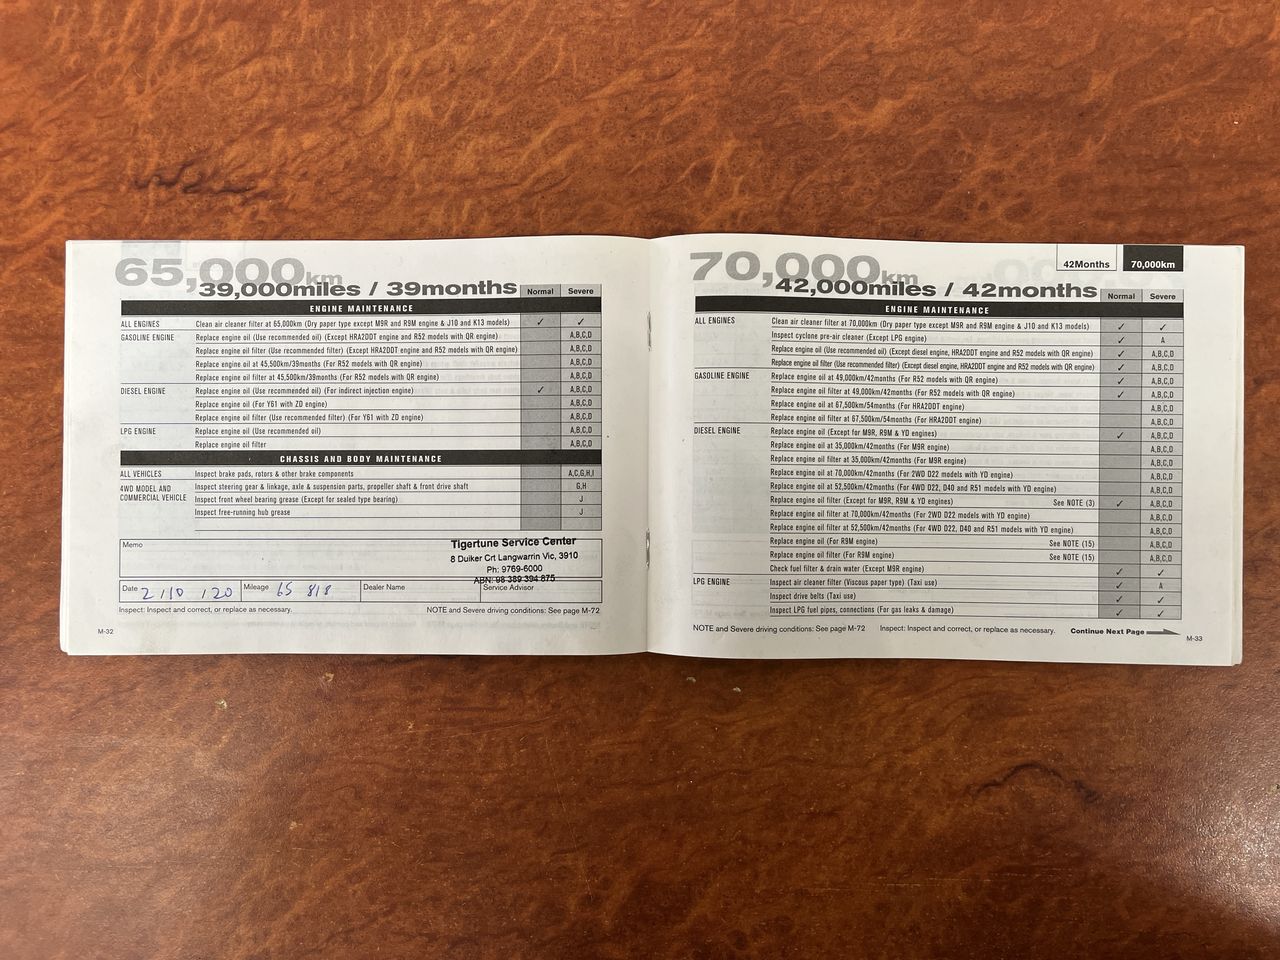 65,000km
39,000miles / 39months Normal Severe
ENGINE MAINTENANCE
ALL ENGINES Clean air cleaner filter at 65,000km (Dry paper type except M9R and R9M engine & J10 and K13 models) ✓ ✓
GASOLINE ENGINE Replace engine oil (Use recommended oil) (Except HRA2DDT engine and R52 models with QR engine) A,B,C,D
Replace engine oil filter (Use recommended filter) (Except HRA2DDT engine and R52 models with QR engine) A,B,C,D
Replace engine oil at 45,500km/39months (For R52 models with QR engine) A,B,C,D
Replace engine oil filter at 45,500km/39months (For R52 models with QR engine) A,B,C,D
DIESEL ENGINE Replace engine oil (Use recommended oil) (For indirect injection engine) ✓ A,B,C,D
Replace engine oil (For Y61 with ZD engine) A,B,C,D
Replace engine oil filter (Use recommended filter) (For Y61 with ZD engine) A,B,C,D
LPG ENGINE Replace engine oil (Use recommended oil) A,B,C,D
Replace engine oil filter A,B,C,D
CHASSIS AND BODY MAINTENANCE
ALL VEHICLES Inspect brake pads, rotors & other brake components A,C,G,H,I
4WD MODEL AND COMMERCIAL VEHICLE Inspect steering gear & linkage, axle & suspension parts, propeller shaft & front drive shaft G,H
Inspect front wheel bearing grease (Except for sealed type bearing) J
Inspect free-running hub grease J
Memo
Tigertune Service Center
8 Duiker Crt Langwarrin Vic, 3910
Ph: 9769-6000
ABN: 98 389 394 875
Date 2/10/20 Mileage 65 818 Dealer Name Service Advisor
Inspect: Inspect and correct, or replace as necessary. NOTE and Severe driving conditions: See page M-72
M-32
42Months 70,000km
70,000km
42,000miles / 42months Normal Severe
ENGINE MAINTENANCE
ALL ENGINES Clean air cleaner filter at 70,000km (Dry paper type except M9R and R9M engine & J10 and K13 models) ✓ ✓
Inspect cyclone pre-air cleaner (Except LPG engine) ✓ A
Replace engine oil (Use recommended oil) (Except diesel engine, HRA2DDT engine and R52 models with QR engine) ✓ A,B,C,D
Replace engine oil filter (Use recommended filter) (Except diesel engine, HRA2DDT engine and R52 models with QR engine) ✓ A,B,C,D
GASOLINE ENGINE Replace engine oil at 49,000km/42months (For R52 models with QR engine) ✓ A,B,C,D
Replace engine oil filter at 49,000km/42months (For R52 models with QR engine) ✓ A,B,C,D
Replace engine oil at 67,500km/54months (For HRA2DDT engine) A,B,C,D
Replace engine oil filter at 67,500km/54months (For HRA2DDT engine) A,B,C,D
DIESEL ENGINE Replace engine oil (Except for M9R, R9M & YD engines) ✓ A,B,C,D
Replace engine oil at 35,000km/42months (For M9R engine) A,B,C,D
Replace engine oil filter at 35,000km/42months (For M9R engine) A,B,C,D
Replace engine oil at 70,000km/42months (For 2WD D22 models with YD engine) A,B,C,D
Replace engine oil at 52,500km/42months (For 4WD D22, D40 and R51 models with YD engine) A,B,C,D
Replace engine oil filter (Except for M9R, R9M & YD engines) See NOTE (3) ✓ A,B,C,D
Replace engine oil filter at 70,000km/42months (For 2WD D22 models with YD engine) A,B,C,D
Replace engine oil filter at 52,500km/42months (For 4WD D22, D40 and R51 models with YD engine) A,B,C,D
Replace engine oil (For R9M engine) See NOTE (15) A,B,C,D
Replace engine oil filter (For R9M engine) See NOTE (15) A,B,C,D
Check fuel filter & drain water (Except M9R engine) ✓ ✓
LPG ENGINE Inspect air cleaner filter (Viscous paper type) (Taxi use) ✓ A
Inspect drive belts (Taxi use) ✓ ✓
Inspect LPG fuel pipes, connections (For gas leaks & damage) ✓ ✓
NOTE and Severe driving conditions: See page M-72 Inspect: Inspect and correct, or replace as necessary. Continue Next Page
M-33